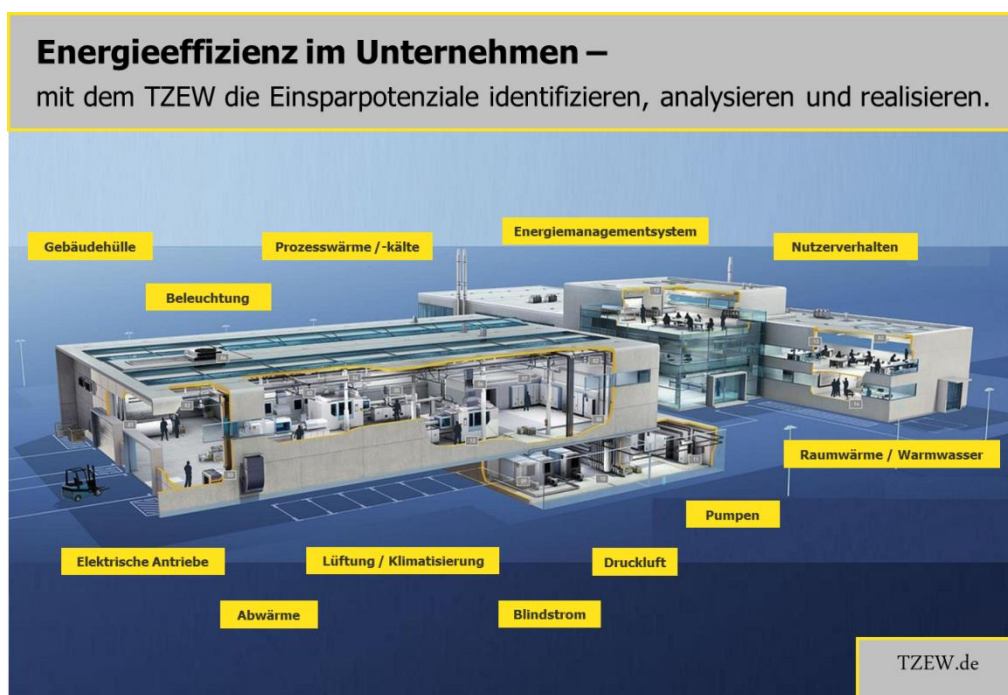 Energieeffizienz im Unternehmen –
mit dem TZEW die Einsparpotenziale identifizieren, analysieren und realisieren.
Energiemanagementsystem
Gebäudehülle
Prozesswärme /-kälte
Nutzerverhalten
Beleuchtung
Raumwärme / Warmwasser
Pumpen
Elektrische Antriebe
Lüftung / Klimatisierung
Druckluft
Abwärme
Blindstrom
TZEW.de